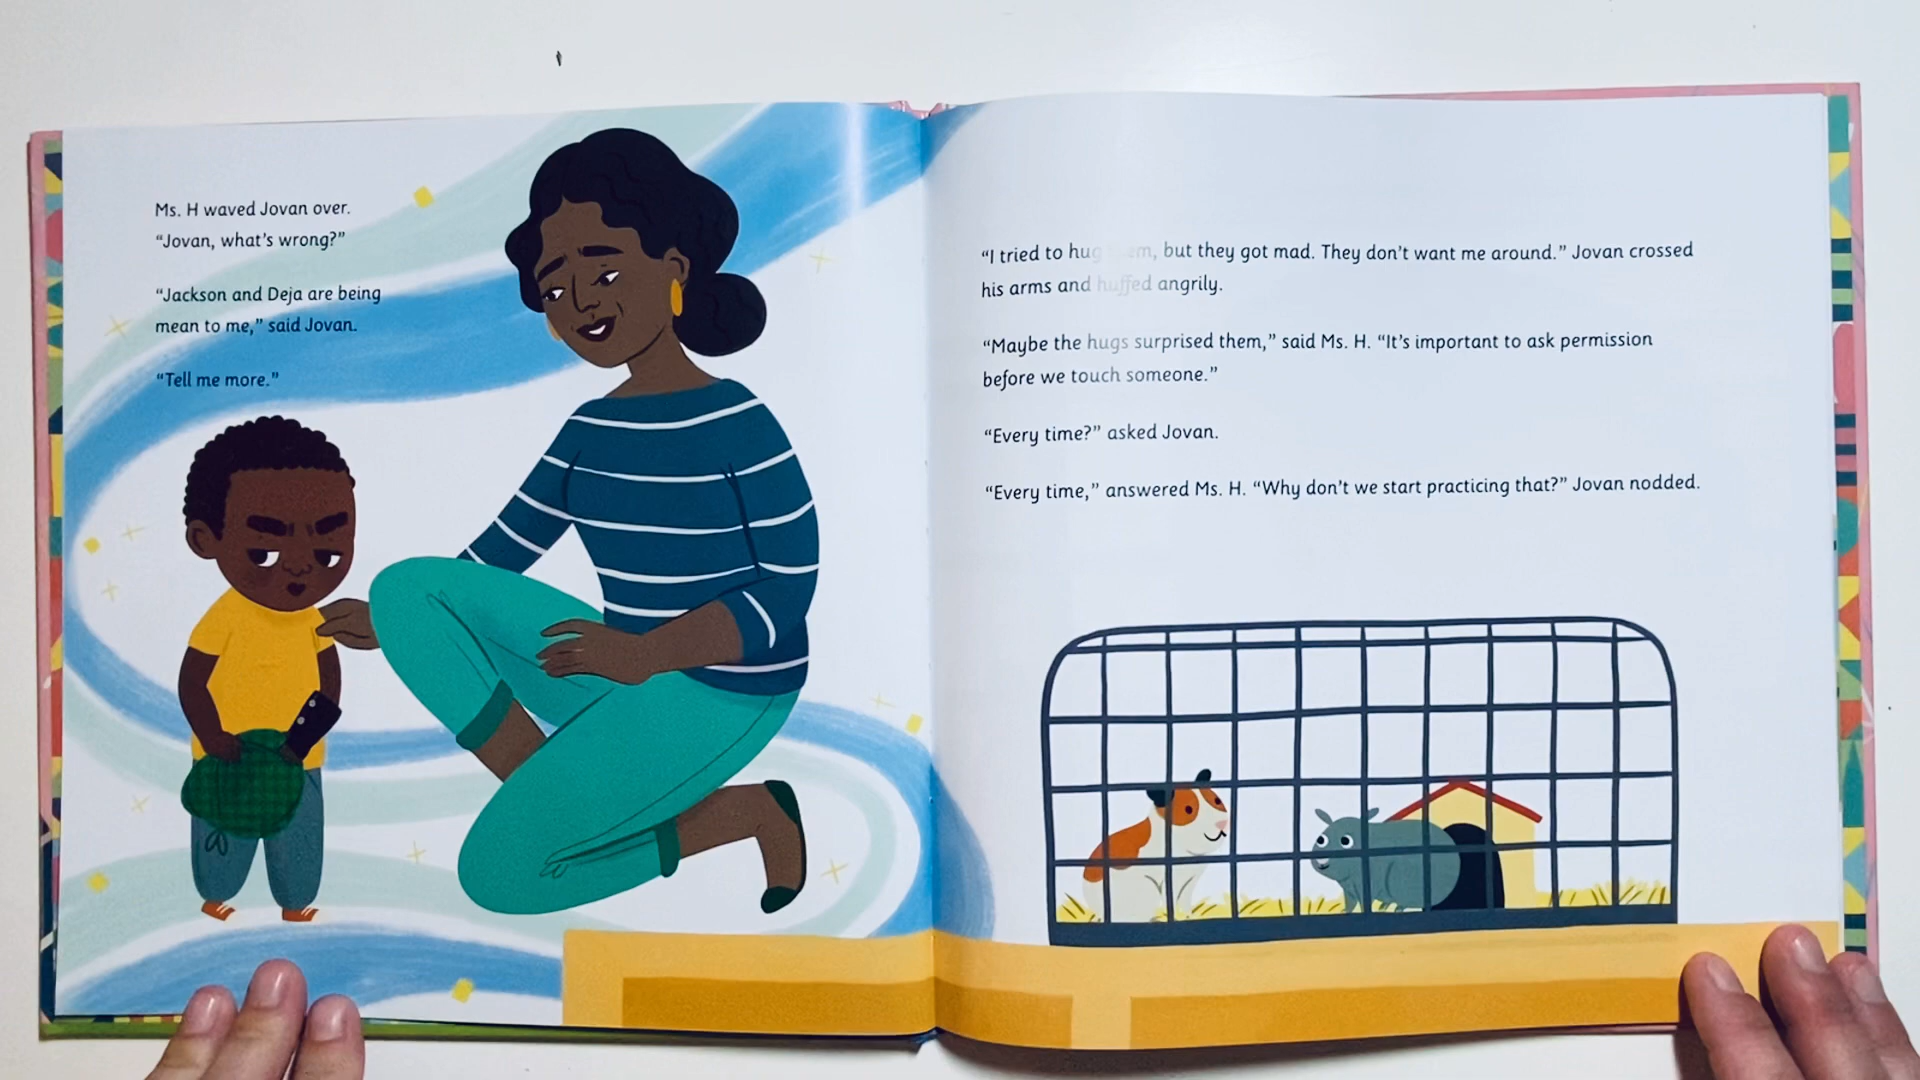 Ms. H waved Jovan over.
“Jovan, what’s wrong?”
“Jackson and Deja are being
mean to me,” said Jovan.
“Tell me more.”
“I tried to hug but they got mad. They don’t want me around.” Jovan crossed
his arms and huffed angrily.
“Maybe the hugs surprised them,” said Ms. H. “It’s important to ask permission
before we touch someone.”
“Every time?” asked Jovan.
“Every time,” answered Ms. H. “Why don’t we start practicing that?” Jovan nodded.